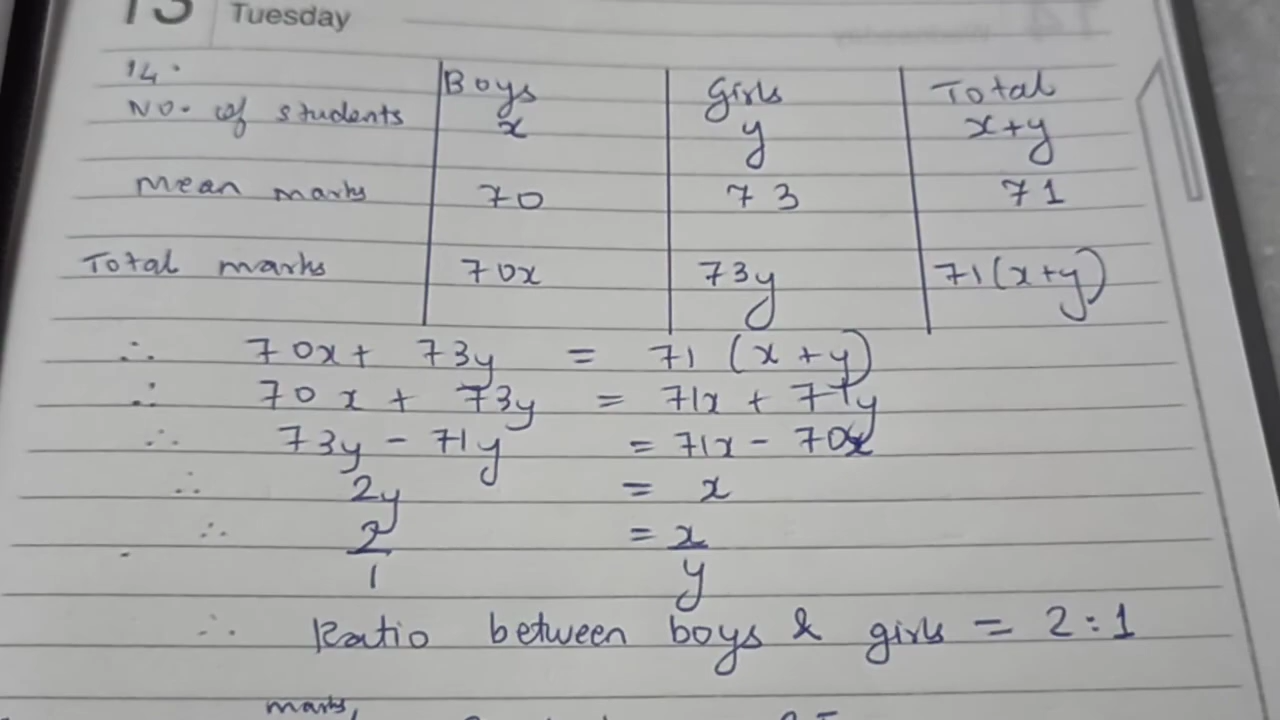 13 Tuesday
14. Boys Girls Total
No. of students x y x+y
Mean marks 70 73 71
Total marks 70x 73y 71(x+y)
∴ 70x + 73y = 71 (x+y)
∴ 70x + 73y = 71x + 71y
∴ 73y - 71y = 71x - 70x
∴ 2y = x
∴ 2/1 = x/y
∴ Ratio between boys & girls = 2:1
marks,